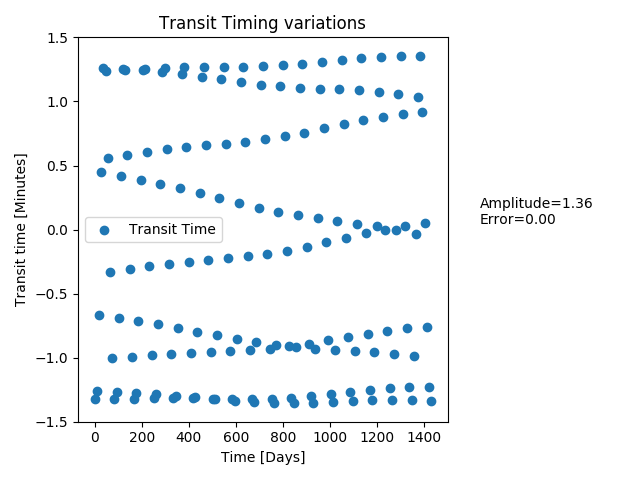 Transit Timing variations
Transit time [Minutes]
1.5
1.0
0.5
0.0
−0.5
−1.0
−1.5
Transit Time
0
200
400
600
800
1000
1200
1400
Time [Days]
Amplitude=1.36
Error=0.00